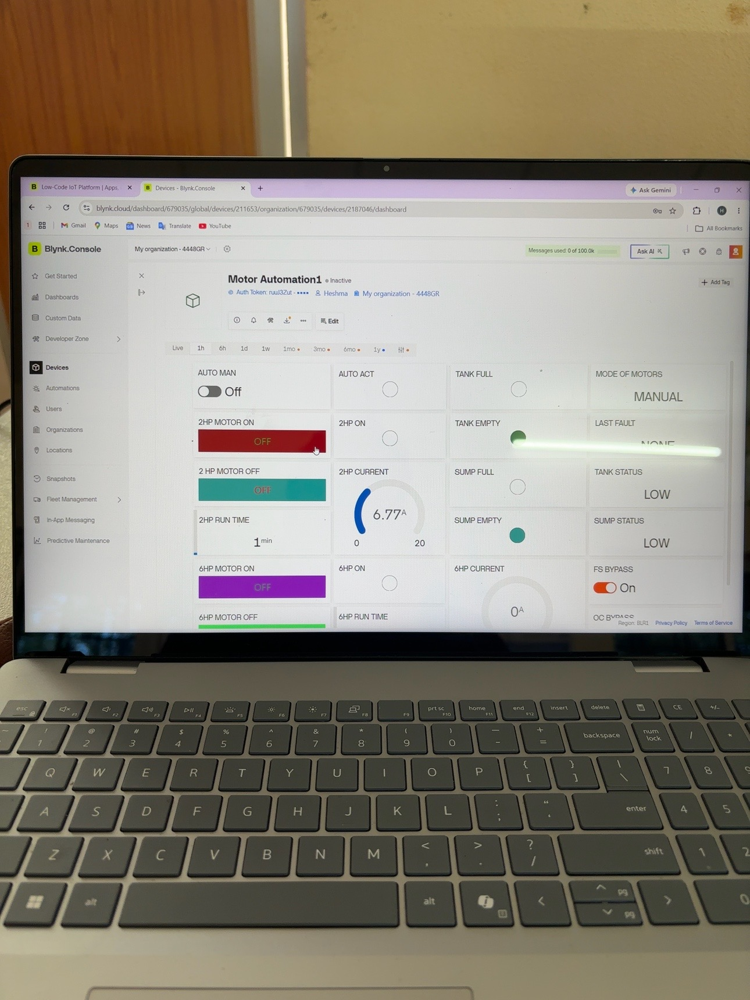 Low-Code IoT Platform | Apps,
Devices - Blynk.Console
Ask Gemini
blynk.cloud/dashboard/679035/global/devices/211653/organization/679035/devices/2187046/dashboard
H
1
Gmail
Maps
News
Translate
YouTube
All Bookmarks
B Blynk.Console
My organization - 4448GR
Messages used: 0 of 100.0k
Ask AI
Get Started
Dashboards
Custom Data
Developer Zone
Devices
Automations
Users
Organizations
Locations
Snapshots
Fleet Management
In-App Messaging
Predictive Maintenance
Motor Automation1
Inactive
Auth Token: ruuJ3Zut - ••••
Heshma
My organization - 4448GR
+ Add Tag
Edit
Live 1h 6h 1d 1w 1mo 3mo 6mo 1y
AUTO MAN
Off
AUTO ACT
TANK FULL
MODE OF MOTORS
MANUAL
2HP MOTOR ON
OFF
2HP ON
TANK EMPTY
LAST FAULT
NONE
2 HP MOTOR OFF
OFF
2HP CURRENT
6.77A
0 20
SUMP FULL
TANK STATUS
LOW
2HP RUN TIME
1 min
SUMP EMPTY
SUMP STATUS
LOW
6HP MOTOR ON
OFF
6HP ON
6HP CURRENT
0A
FS BYPASS
On
6HP MOTOR OFF
6HP RUN TIME
OC BYPASS
Region: BLR1 Privacy Policy Terms of Service
esc F1 F2 F3 F4 F5 F6 F7 F8 F9 prt sc F10 home F11 end F12 insert delete CE +/-
~ ! 1 @ 2 # 3 $ 4 % 5 ^ 6 & 7 * 8 ( 9 ) 0 — - + = backspace num lock / *
Q W E R T Y U I O P { [ } ] | \ 7 8 9
A S D F G H J K L : ; “ ‘ enter 4 5
Z X C V B N M < , > . ? / shift 1 2
alt alt < ^ pg v pg > 0